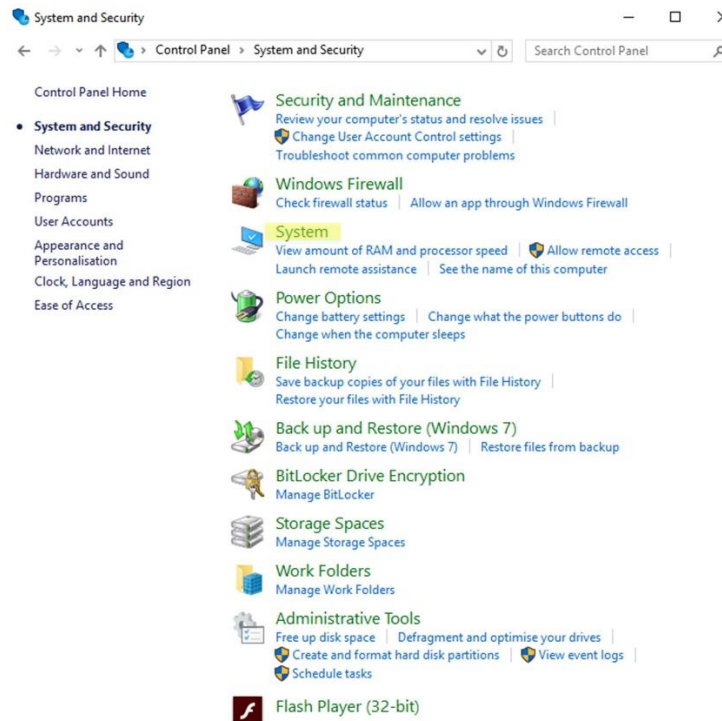 System and Security
Control Panel > System and Security
Search Control Panel
Control Panel Home
System and Security
Network and Internet
Hardware and Sound
Programs
User Accounts
Appearance and
Personalisation
Clock, Language and Region
Ease of Access
Security and Maintenance
Review your computer's status and resolve issues
Change User Account Control settings
Troubleshoot common computer problems
Windows Firewall
Check firewall status | Allow an app through Windows Firewall
System
View amount of RAM and processor speed | Allow remote access
Launch remote assistance | See the name of this computer
Power Options
Change battery settings | Change what the power buttons do
Change when the computer sleeps
File History
Save backup copies of your files with File History
Restore your files with File History
Back up and Restore (Windows 7)
Back up and Restore (Windows 7) | Restore files from backup
BitLocker Drive Encryption
Manage BitLocker
Storage Spaces
Manage Storage Spaces
Work Folders
Manage Work Folders
Administrative Tools
Free up disk space | Defragment and optimise your drives
Create and format hard disk partitions | View event logs
Schedule tasks
Flash Player (32-bit)